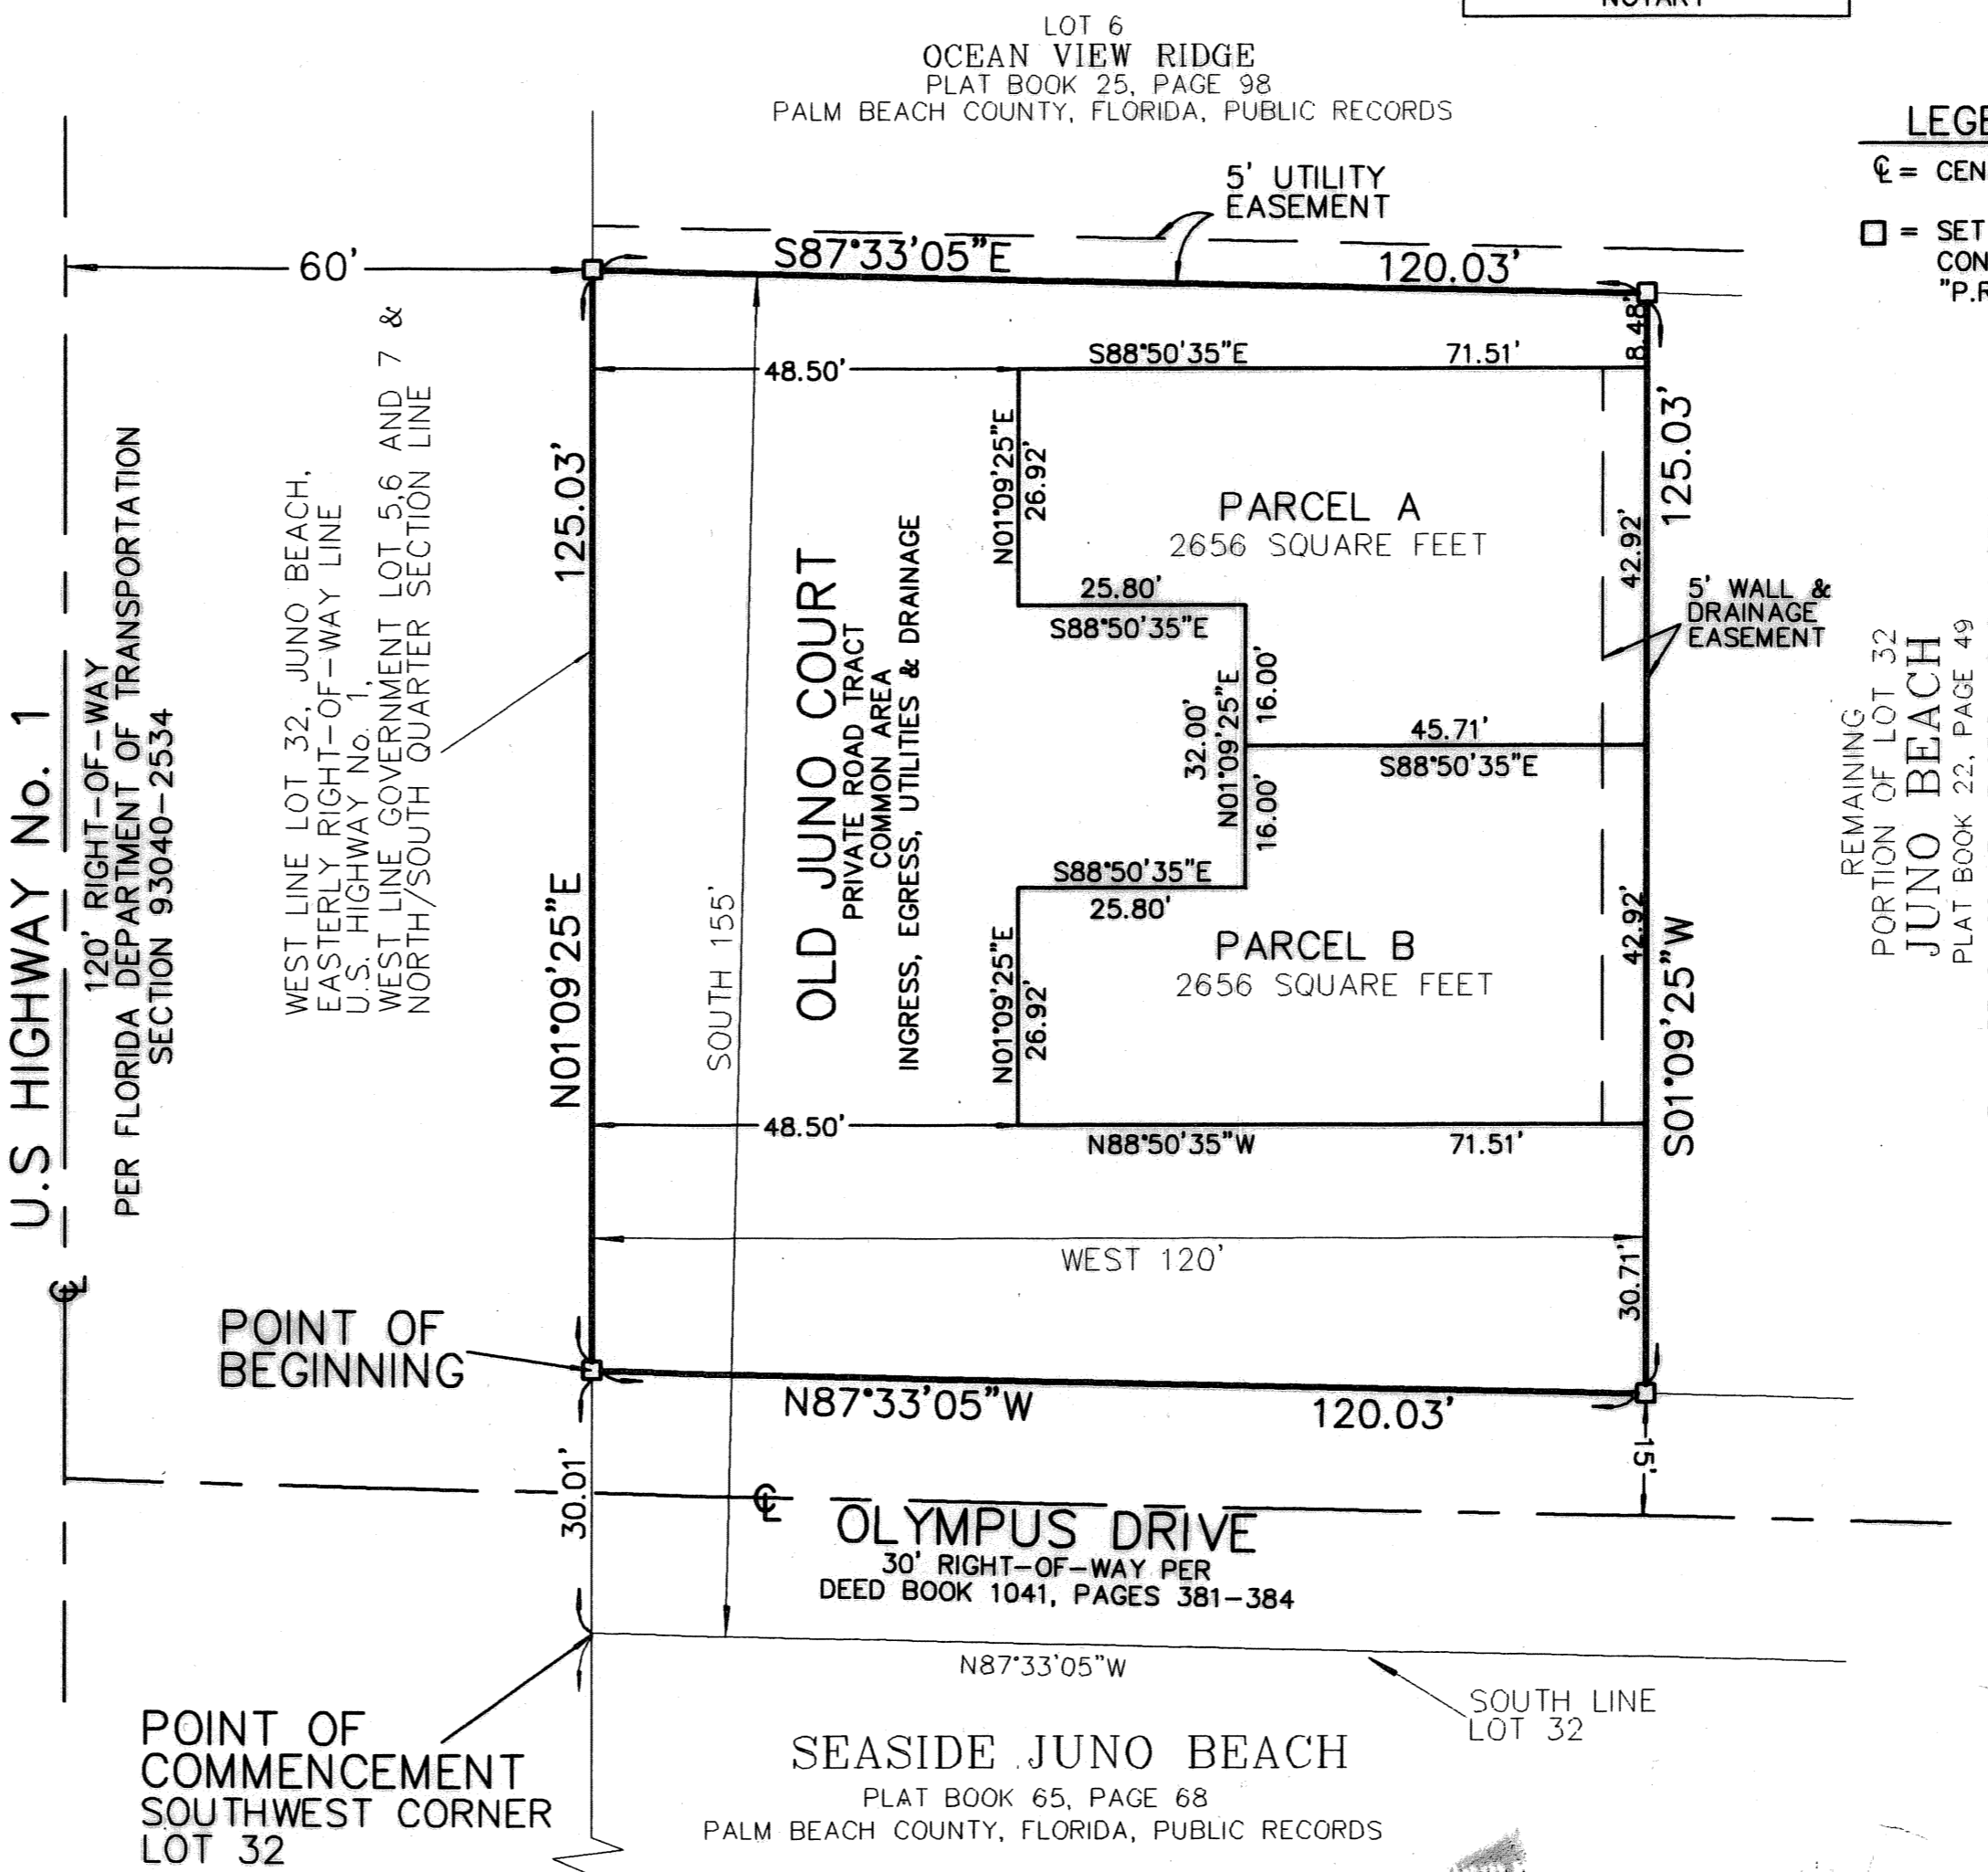 NOTARY
LOT 6
OCEAN VIEW RIDGE
PLAT BOOK 25, PAGE 98
PALM BEACH COUNTY, FLORIDA, PUBLIC RECORDS
LEGE
℄ = CEN
□ = SET
CON
"P.R
5' UTILITY
EASEMENT
60'
S87°33'05"E
120.03'
8.48'
48.50'
S88°50'35"E
71.51'
125.03'
125.03'
N01°09'25"E
26.92'
PARCEL A
2656 SQUARE FEET
42.92'
25.80'
S88°50'35"E
5' WALL &
DRAINAGE
EASEMENT
U.S HIGHWAY No. 1
120' RIGHT-OF-WAY
PER FLORIDA DEPARTMENT OF TRANSPORTATION
SECTION 93040-2534
WEST LINE LOT 32, JUNO BEACH,
EASTERLY RIGHT-OF-WAY LINE
U.S. HIGHWAY No. 1,
WEST LINE GOVERNMENT LOT 5,6 AND 7 &
NORTH/SOUTH QUARTER SECTION LINE
N01°09'25"E
SOUTH 155'
OLD JUNO COURT
PRIVATE ROAD TRACT
COMMON AREA
INGRESS, EGRESS, UTILITIES & DRAINAGE
32.00'
N01°09'25"E
16.00'
16.00'
45.71'
S88°50'35"E
REMAINING
PORTION OF LOT 32
JUNO BEACH
PLAT BOOK 22, PAGE 49
S88°50'35"E
25.80'
N01°09'25"E
26.92'
PARCEL B
2656 SQUARE FEET
42.92'
S01°09'25"W
48.50'
N88°50'35"W
71.51'
WEST 120'
30.71'
℄
POINT OF
BEGINNING
N87°33'05"W
120.03'
30.01'
15'
℄
OLYMPUS DRIVE
30' RIGHT-OF-WAY PER
DEED BOOK 1041, PAGES 381-384
N87°33'05"W
SOUTH LINE
LOT 32
POINT OF
COMMENCEMENT
SOUTHWEST CORNER
LOT 32
SEASIDE JUNO BEACH
PLAT BOOK 65, PAGE 68
PALM BEACH COUNTY, FLORIDA, PUBLIC RECORDS